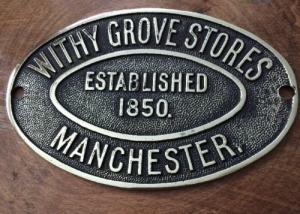 WITHY GROVE STORES
ESTABLISHED
1850.
MANCHESTER.